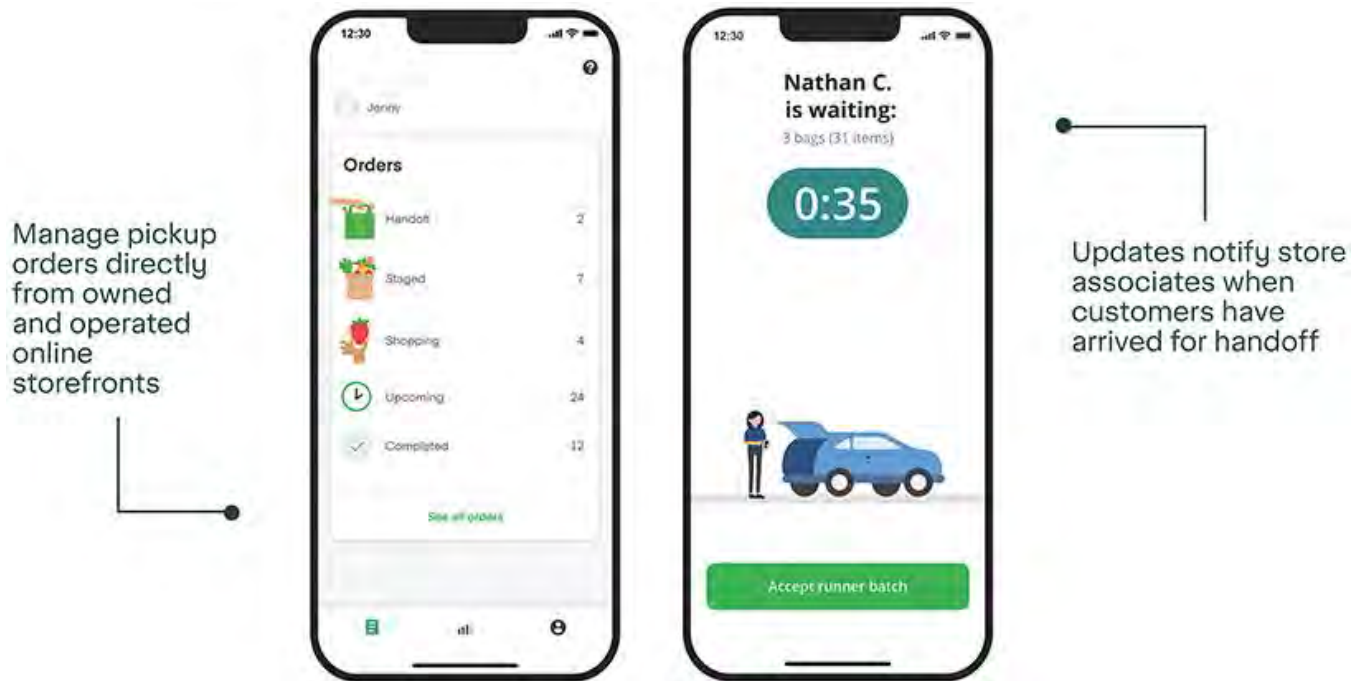 Manage pickup
orders directly
from owned
and operated
online
storefronts
12:30
Jenny
Orders
Handoff 2
Staged 7
Shopping 4
Upcoming 24
Completed 12
See all orders
12:30
Nathan C.
is waiting:
3 bags (31 items)
0:35
Accept runner batch
Updates notify store
associates when
customers have
arrived for handoff